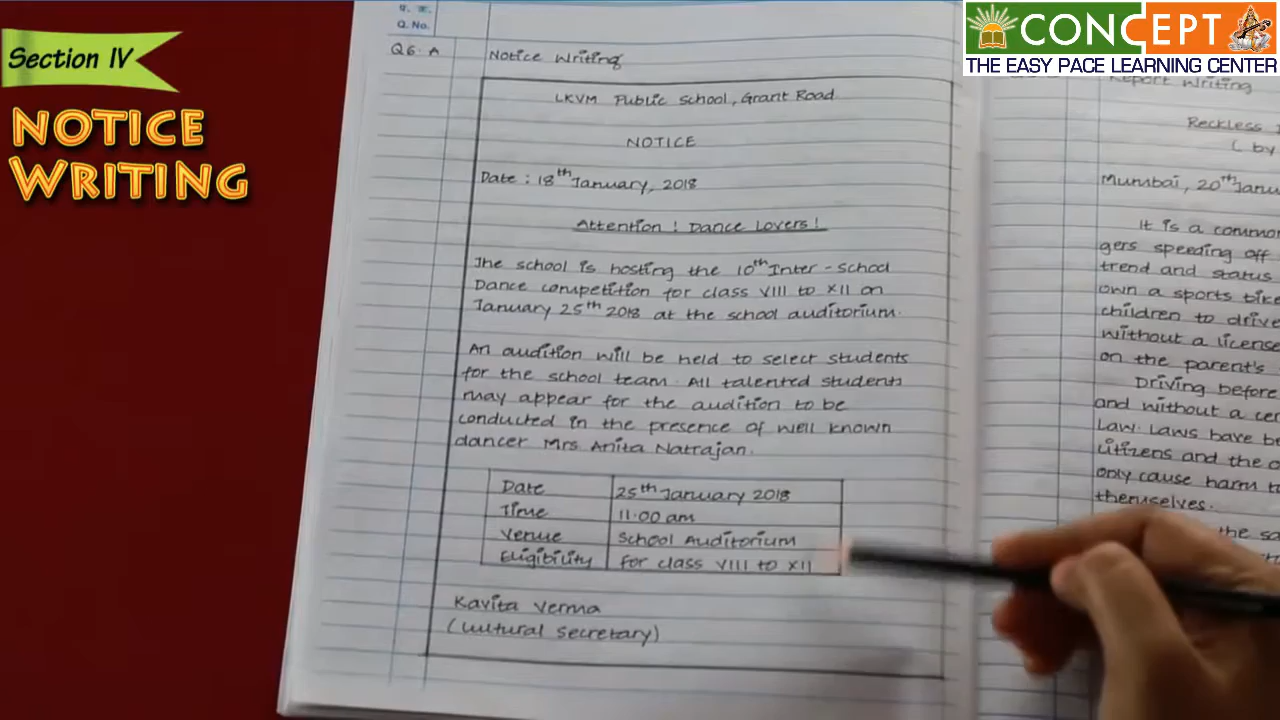 Section IV
NOTICE
WRITING
CONCEPT
THE EASY PACE LEARNING CENTER
प्र. क्र.
Q. No.
Q6. A
Notice Writing
LKVM Public School, Grant Road
NOTICE
Date : 18th January, 2018
Attention ! Dance Lovers !
The school is hosting the 10th Inter - School
Dance competition for class VIII to XII on
January 25th 2018 at the school auditorium.
An audition will be held to select students
for the school team. All talented students
may appear for the audition to be
conducted in the presence of well known
dancer Mrs. Anita Natrajan.
Date 25th January 2018
Time 11.00 am
Venue School Auditorium
Eligibility For class VIII to XII
Kavita Verma
(Cultural Secretary)
Report Writing
Reckless
( by
Mumbai, 20th
It is a common
gers speeding off
trend and status
own a sports bike
children to drive
without a license
on the parent's
Driving before
and without a
Law. Laws have
citizens and the
only cause harm
themselves.
the